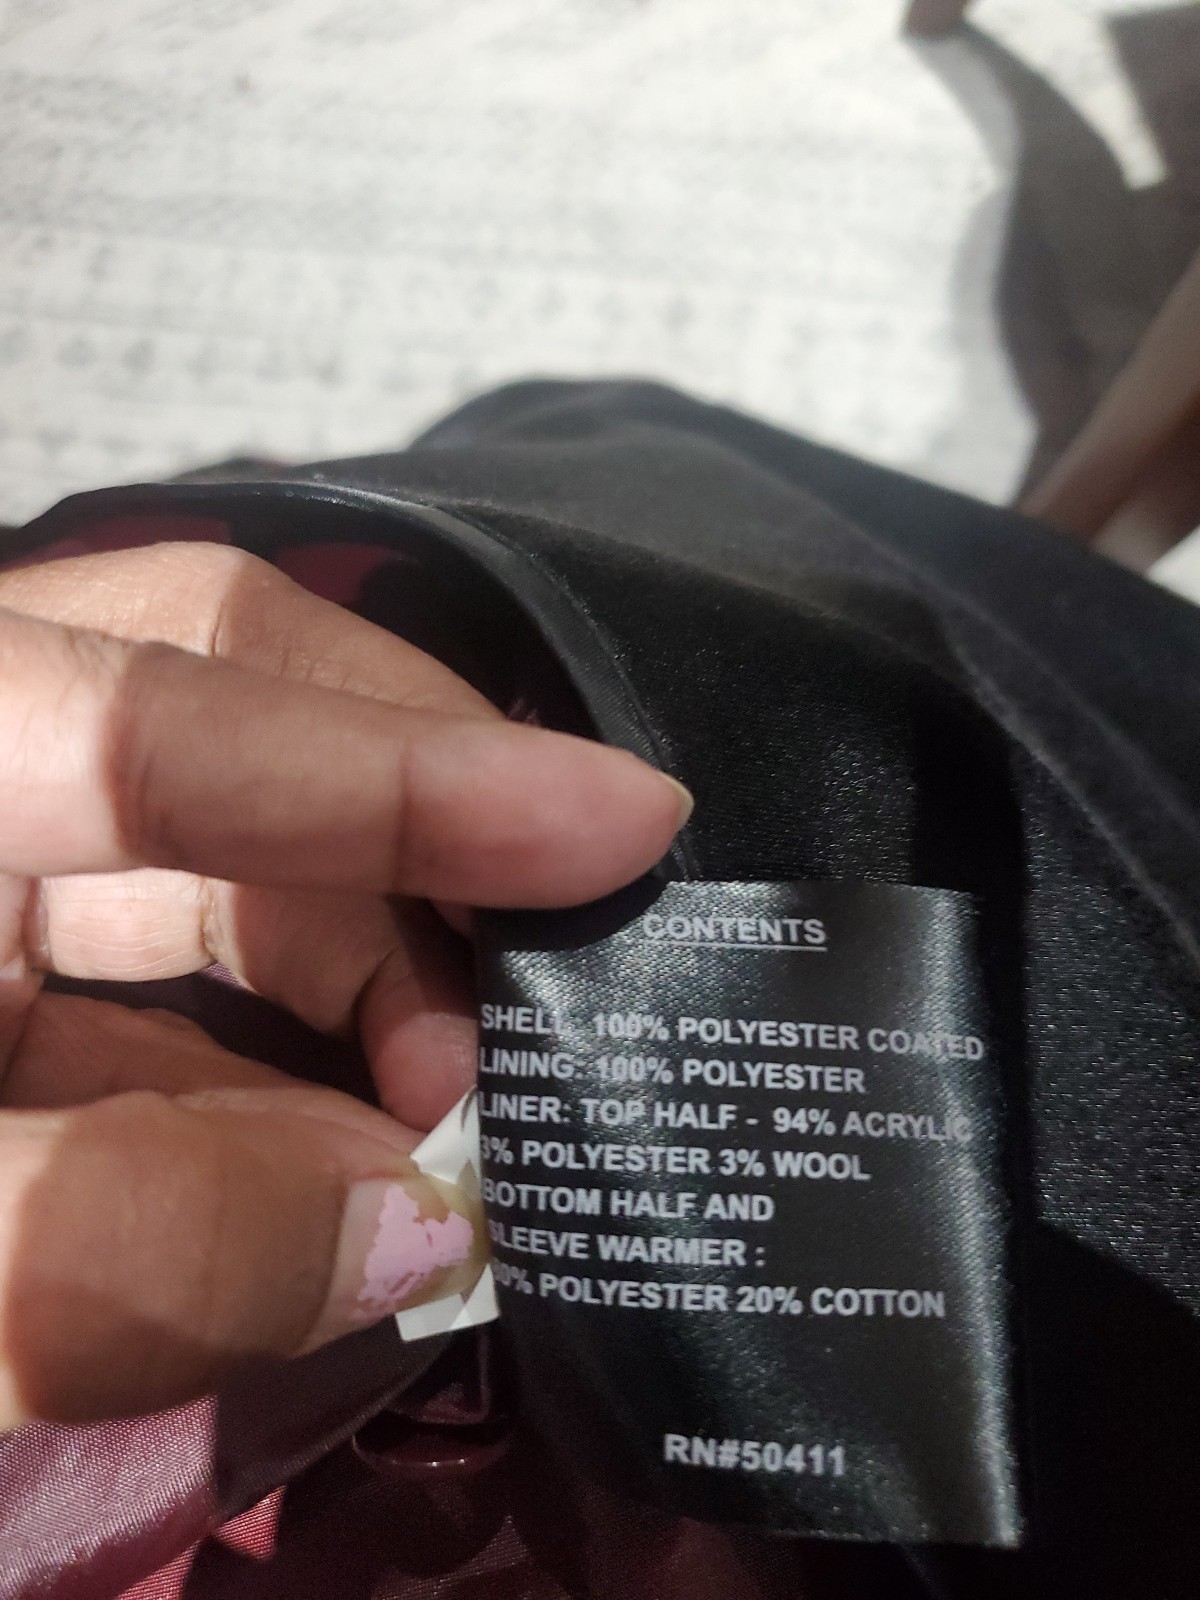 CONTENTS
SHELL: 100% POLYESTER COATED
LINING: 100% POLYESTER
LINER: TOP HALF - 94% ACRYLIC
3% POLYESTER 3% WOOL
BOTTOM HALF AND
SLEEVE WARMER :
80% POLYESTER 20% COTTON
RN#50411